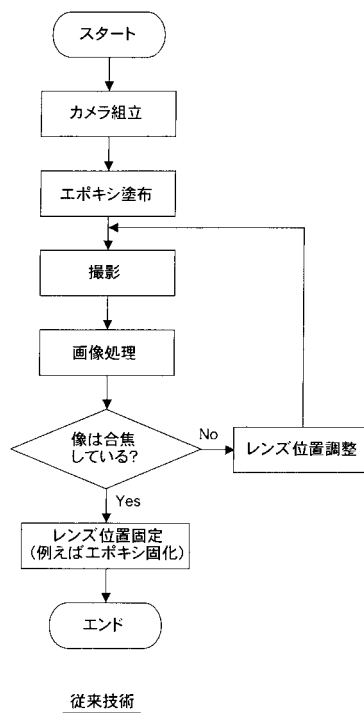 スタート
カメラ組立
エポキシ塗布
撮影
画像処理
像は合焦
している?
No
レンズ位置調整
Yes
レンズ位置固定
(例えばエポキシ固化)
エンド
従来技術